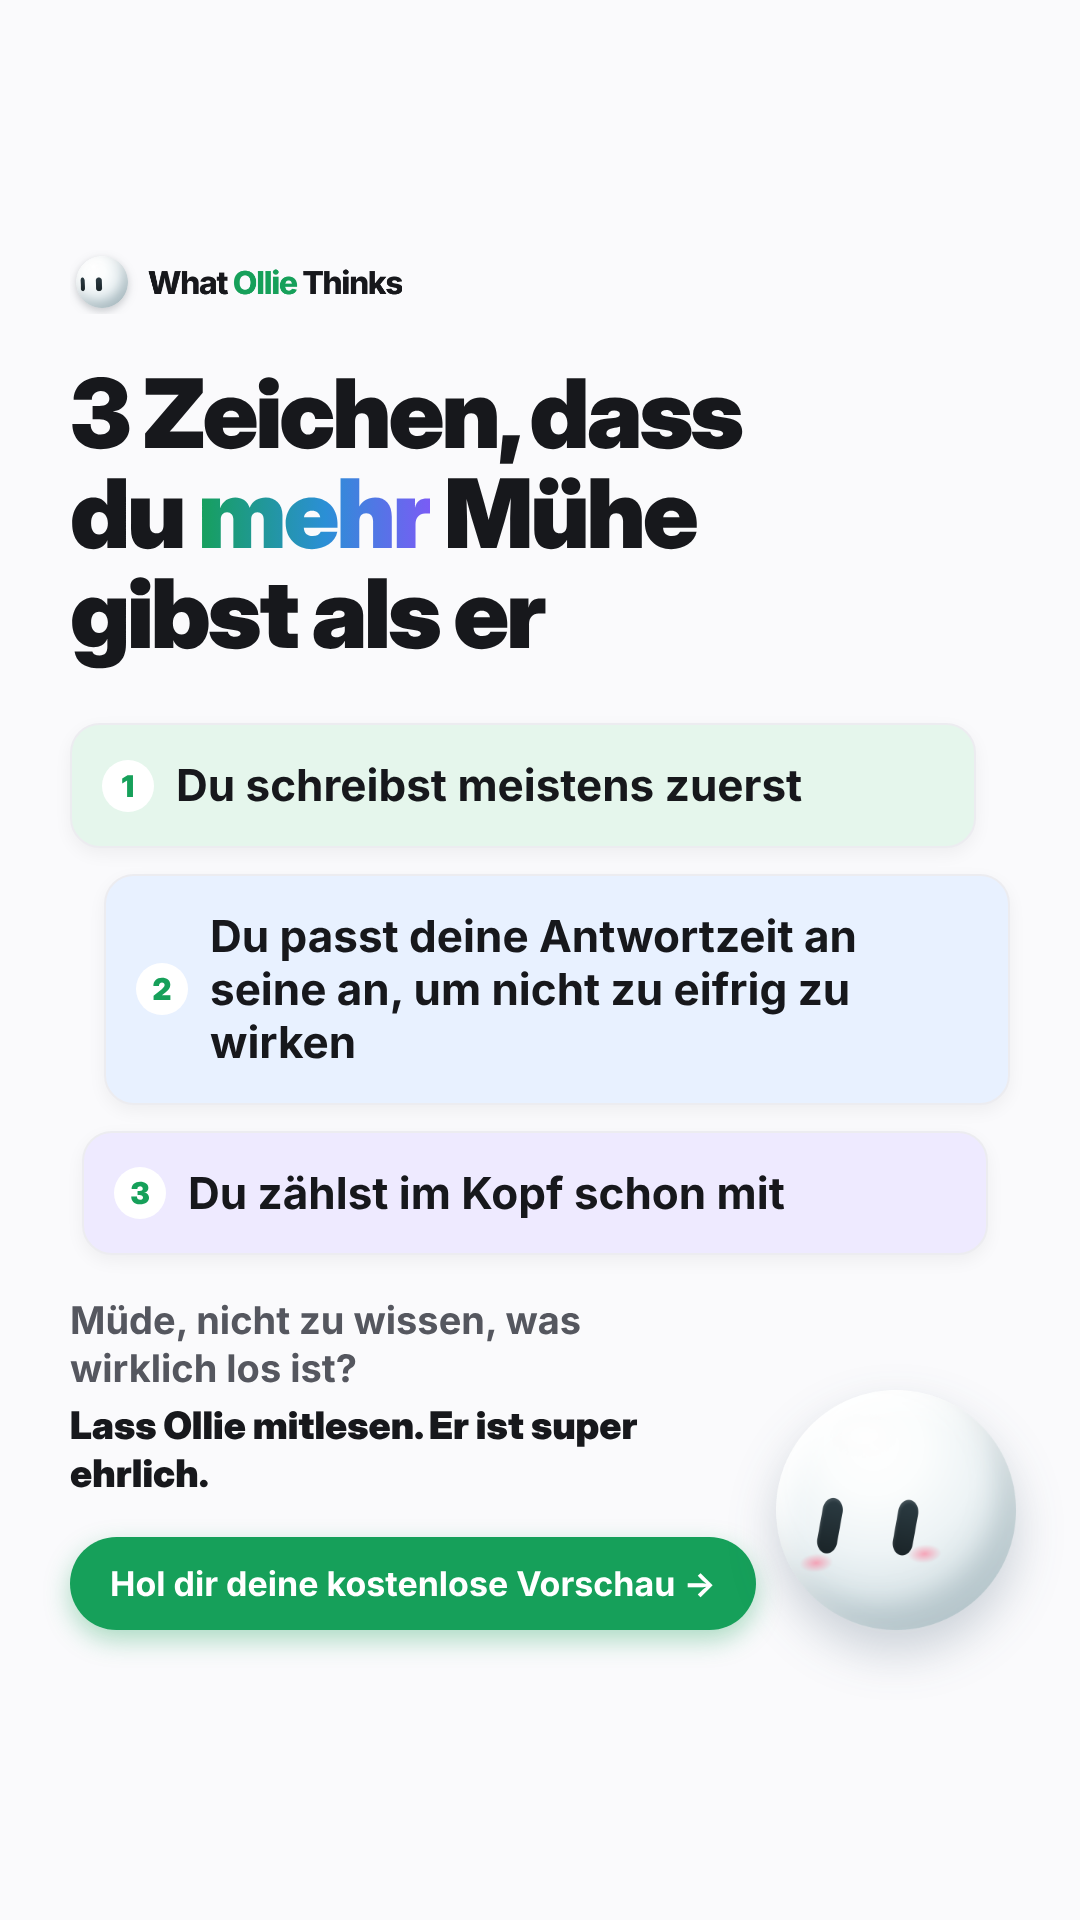 What Ollie Thinks
3 Zeichen, dass
du mehr Mühe
gibst als er
1 Du schreibst meistens zuerst
Du passt deine Antwortzeit an
2 seine an, um nicht zu eifrig zu
wirken
3 Du zählst im Kopf schon mit
Müde, nicht zu wissen, was
wirklich los ist?
Lass Ollie mitlesen. Er ist super
ehrlich.
Hol dir deine kostenlose Vorschau →